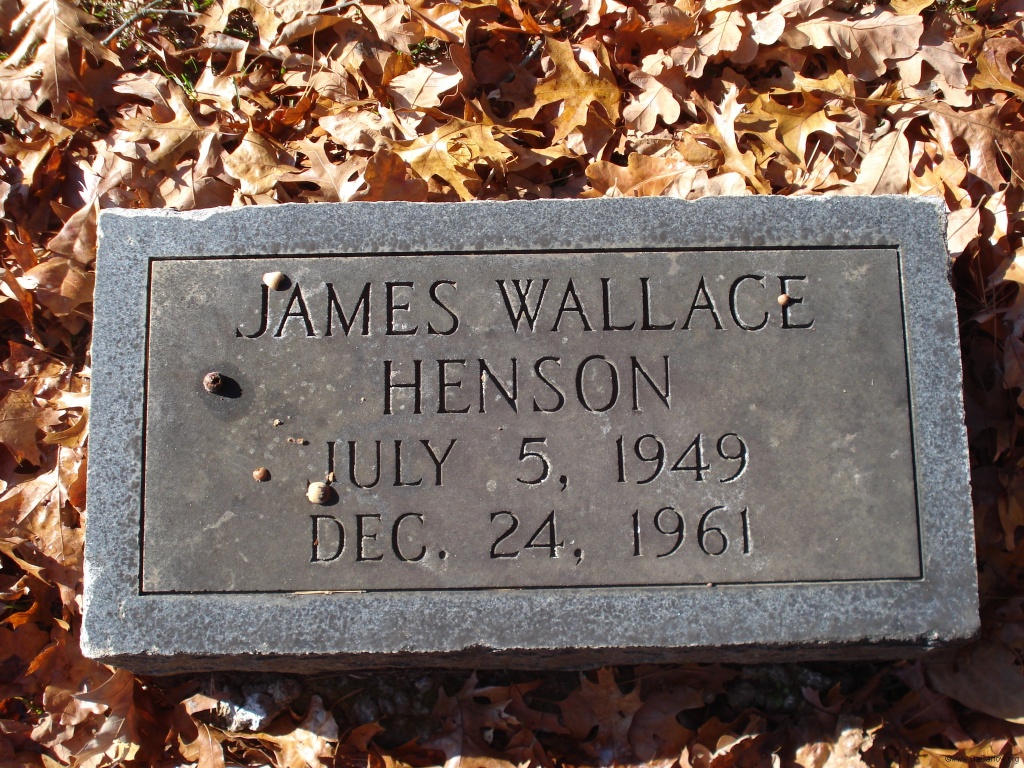 JAMES WALLACE
HENSON
JULY 5, 1949
DEC. 24, 1961